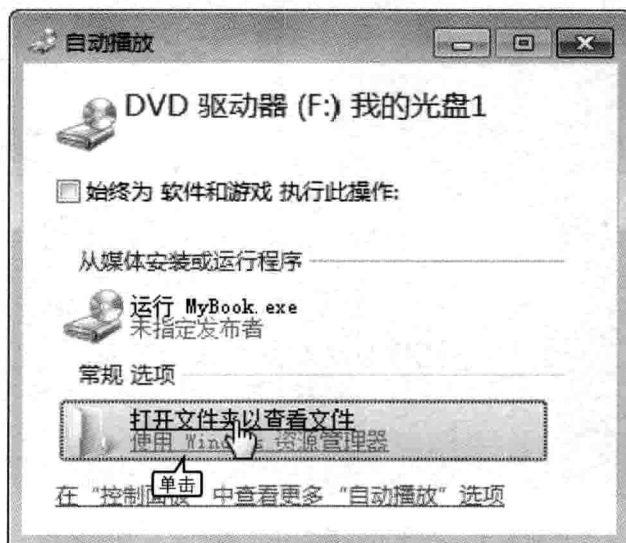 自动播放
DVD 驱动器 (F:) 我的光盘1
始终为 软件和游戏 执行此操作:
从媒体安装或运行程序
运行 MyBook.exe
未指定发布者
常规 选项
打开文件夹以查看文件
使用 Windows 资源管理器
单击
在“控制面板”中查看更多“自动播放”选项